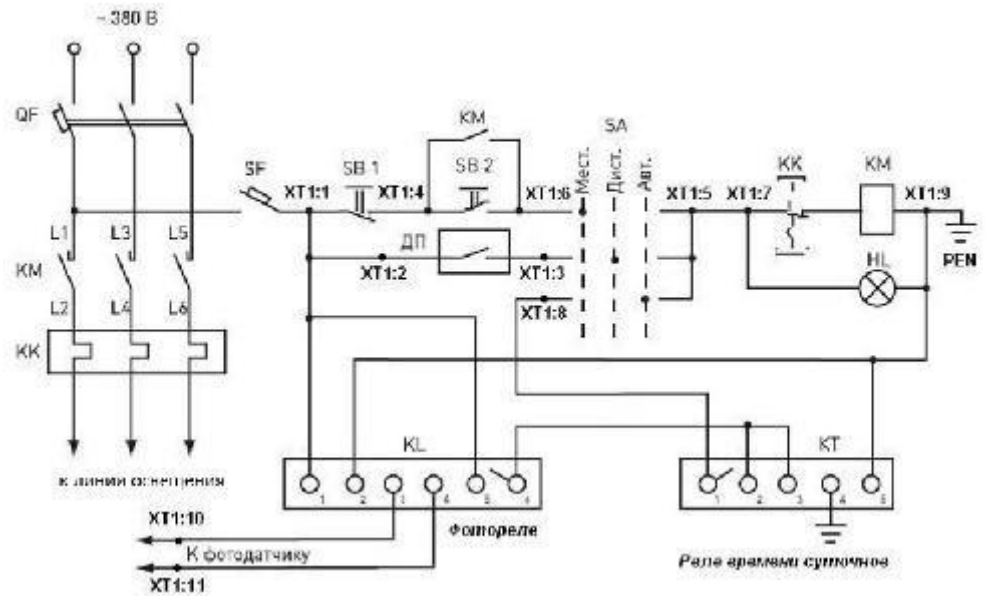 ~ 380 В
QF
SF
XT1:1
SB 1
XT1:4
KM
SB 2
XT1:6
SA
Мест.
Дист.
Авт.
XT1:5
XT1:7
KK
KM
XT1:9
PEN
HL
L1
L3
L5
KM
L2
L4
L6
KK
ДП
XT1:2
XT1:3
XT1:8
к линии освещения
KL
1
2
3
4
5
Фотореле
KT
1
2
3
4
5
Реле времени суточное
XT1:10
К фотодатчику
XT1:11